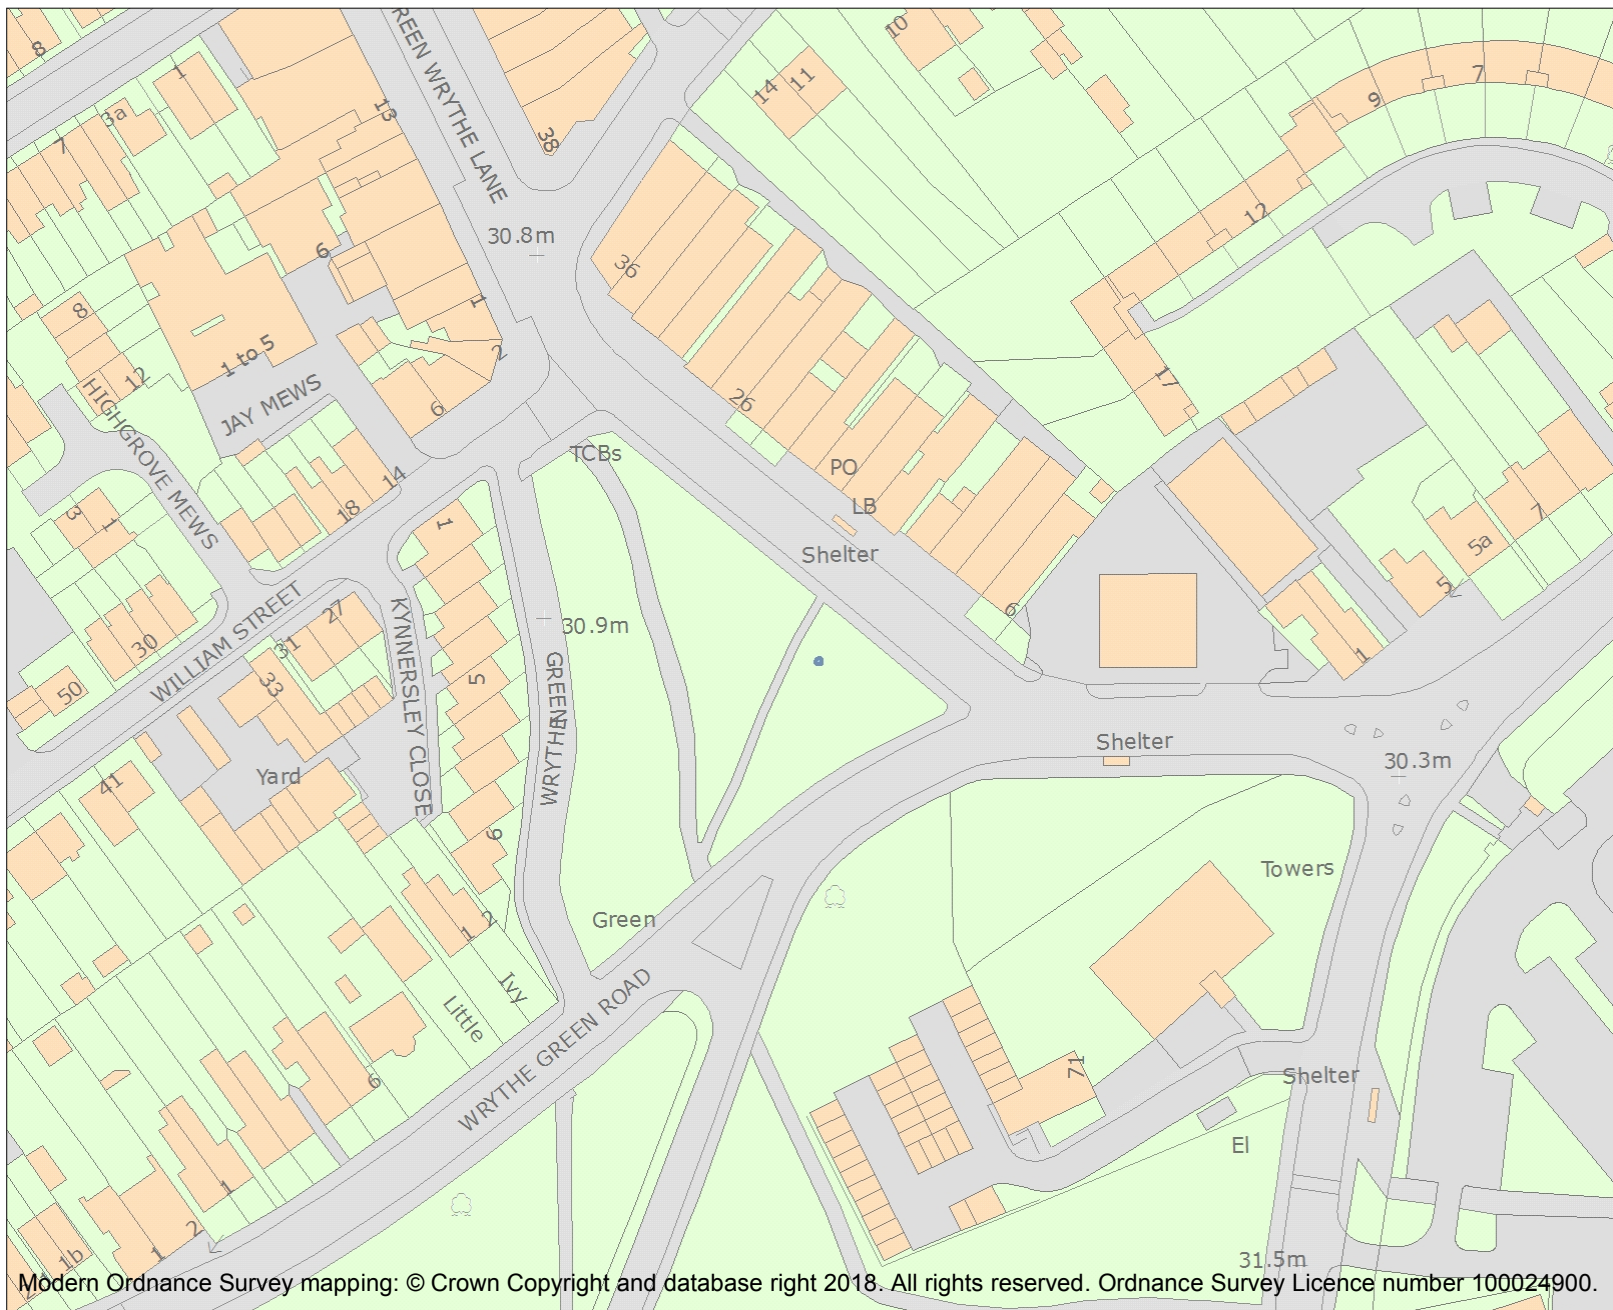 8
1
13
REEN WRYTHE LANE
38
10
14
11
7
9
3a
7
6
30.8m
36
12
8
12
1
1 to 5
2
JAY MEWS
6
26
17
HIGHGROVE MEWS
TCBs
PO
LB
Shelter
14
18
1
3
1
7
5a
5
6
1
KYNNERSLEY CLOSE
WILLIAM STREET
27
31
30
33
50
30.9m
WRYTHE GREEN
5
Shelter
30.3m
Yard
41
9
Towers
Green
1
2
Ivy
Little
WRYTHE GREEN ROAD
6
71
Shelter
El
1
2
1
1b
31.5m
Modern Ordnance Survey mapping: © Crown Copyright and database right 2018. All rights reserved. Ordnance Survey Licence number 100024900.